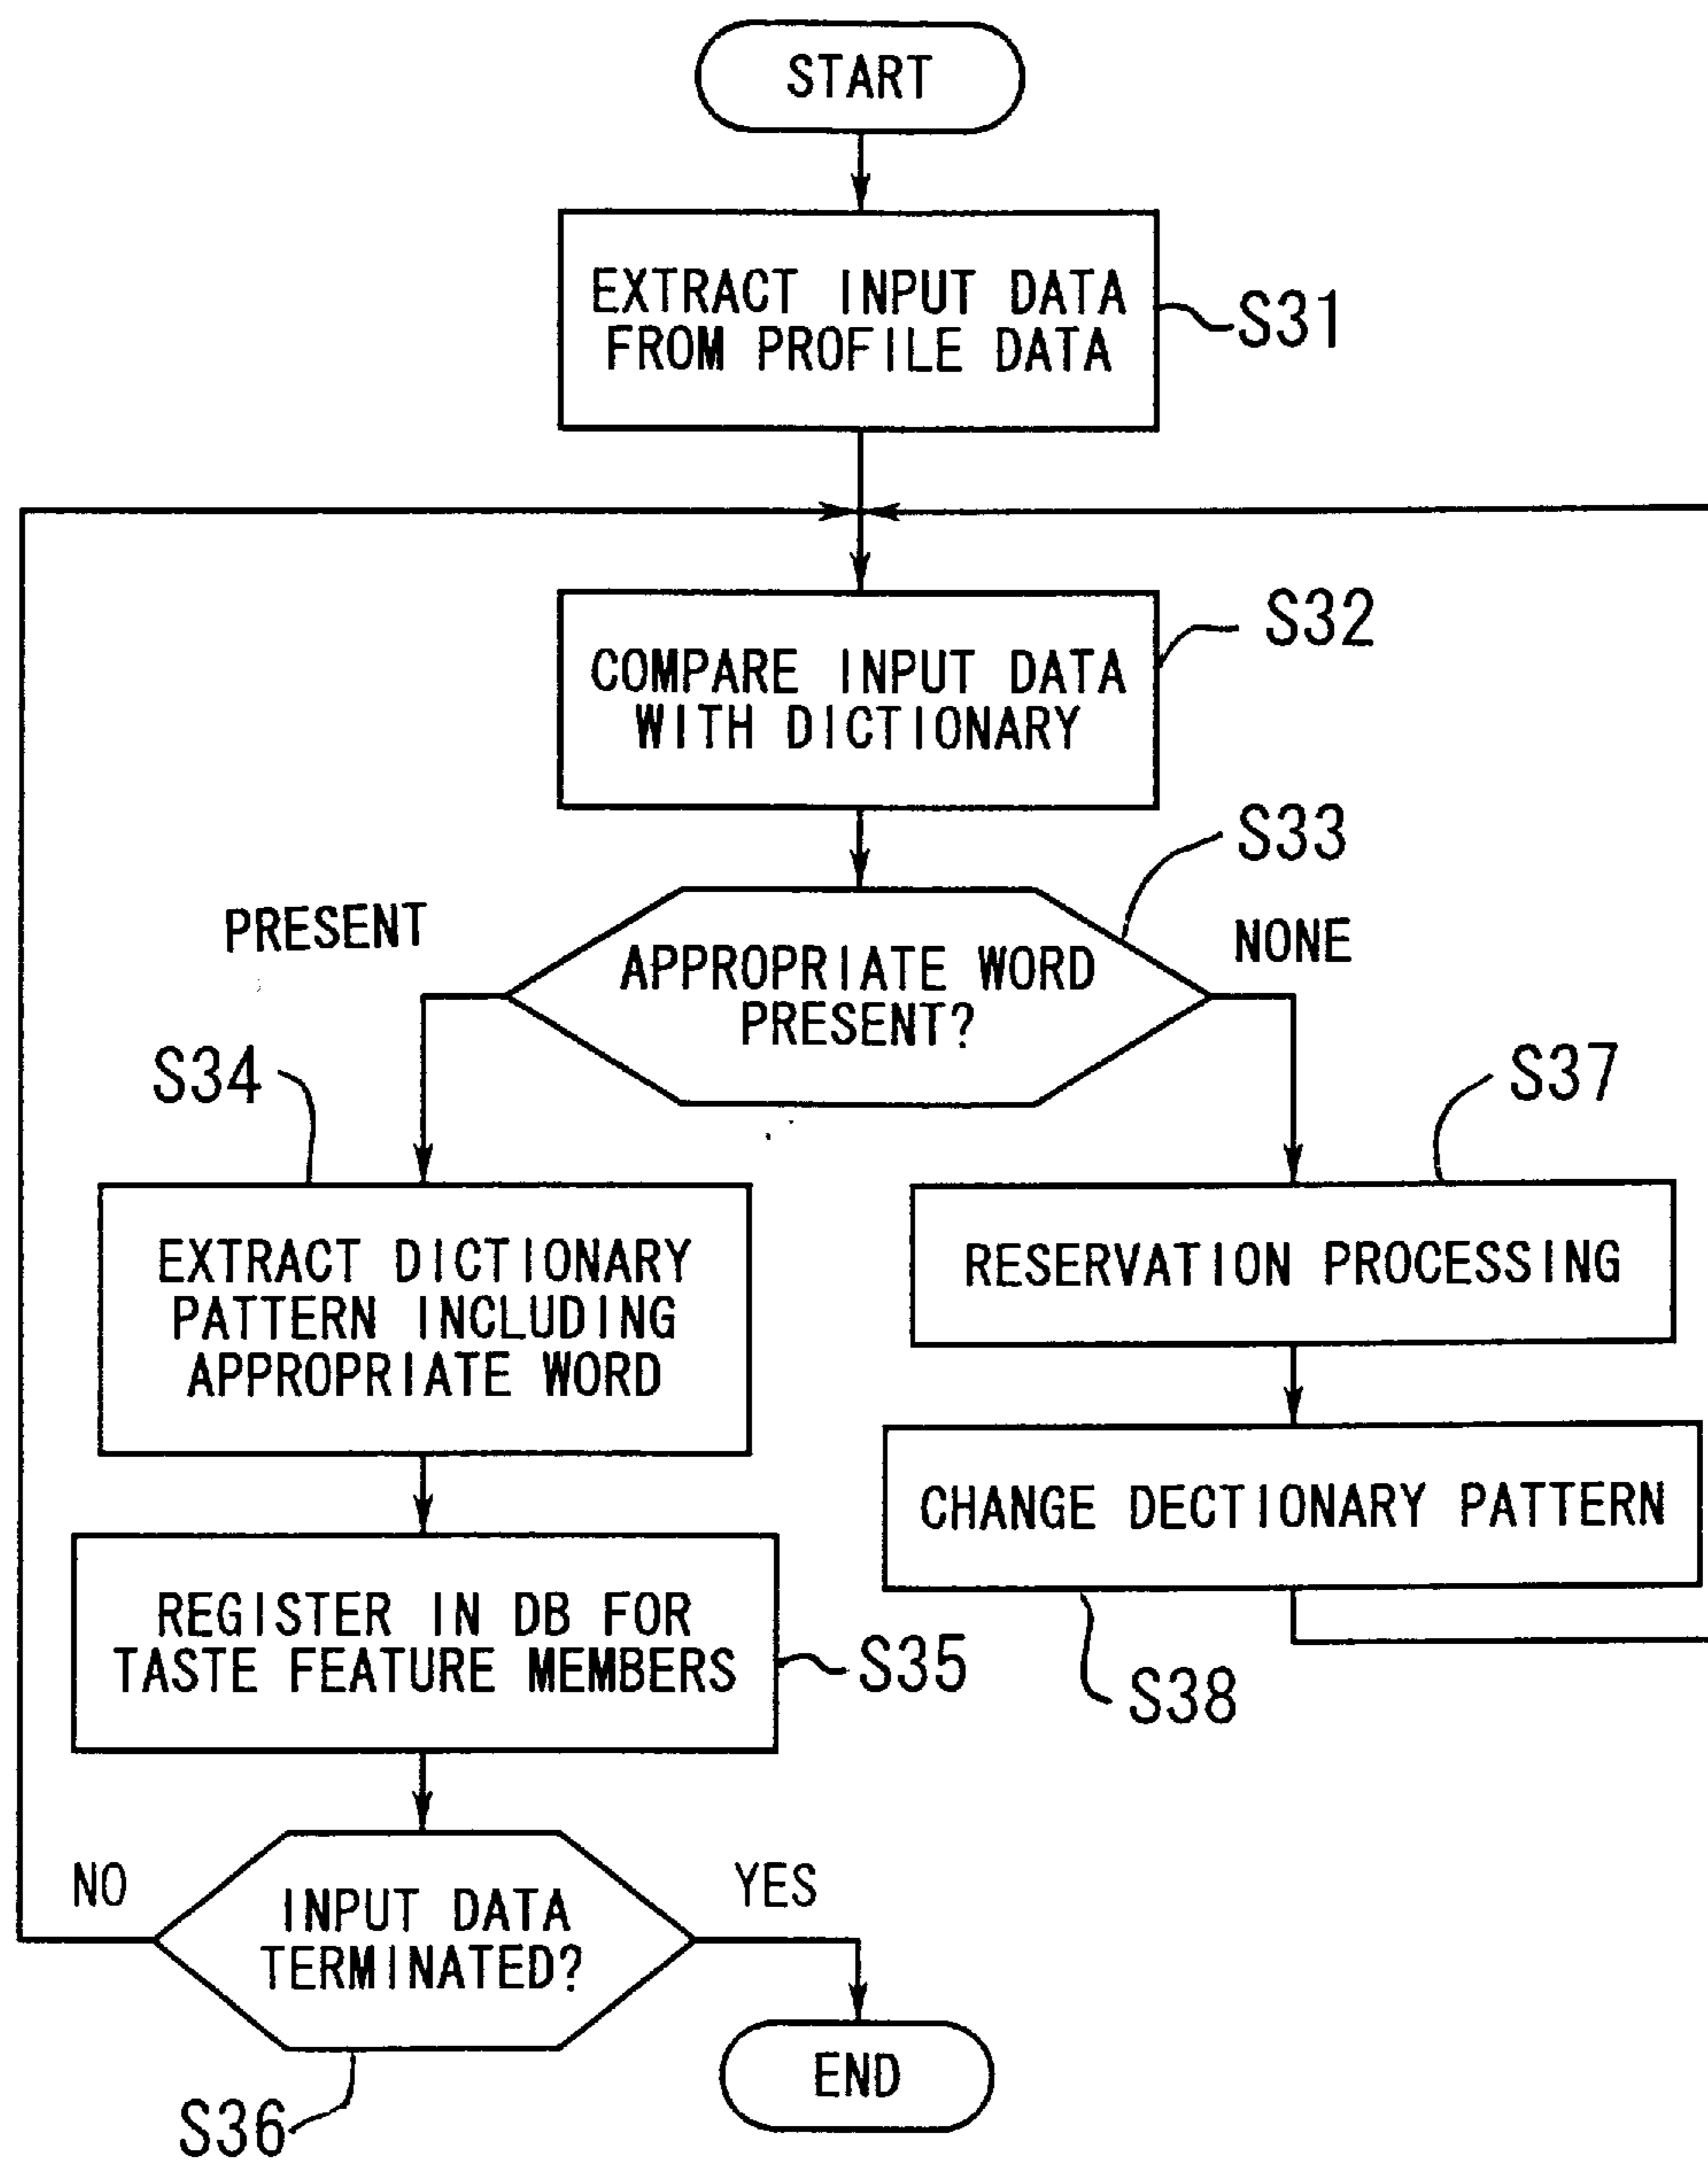 START
EXTRACT INPUT DATA
FROM PROFILE DATA
S31
COMPARE INPUT DATA
WITH DICTIONARY
S32
S33
PRESENT
NONE
APPROPRIATE WORD
PRESENT?
S34
S37
EXTRACT DICTIONARY
PATTERN INCLUDING
APPROPRIATE WORD
RESERVATION PROCESSING
CHANGE DECTIONARY PATTERN
S38
REGISTER IN DB FOR
TASTE FEATURE MEMBERS
S35
NO
YES
INPUT DATA
TERMINATED?
S36
END